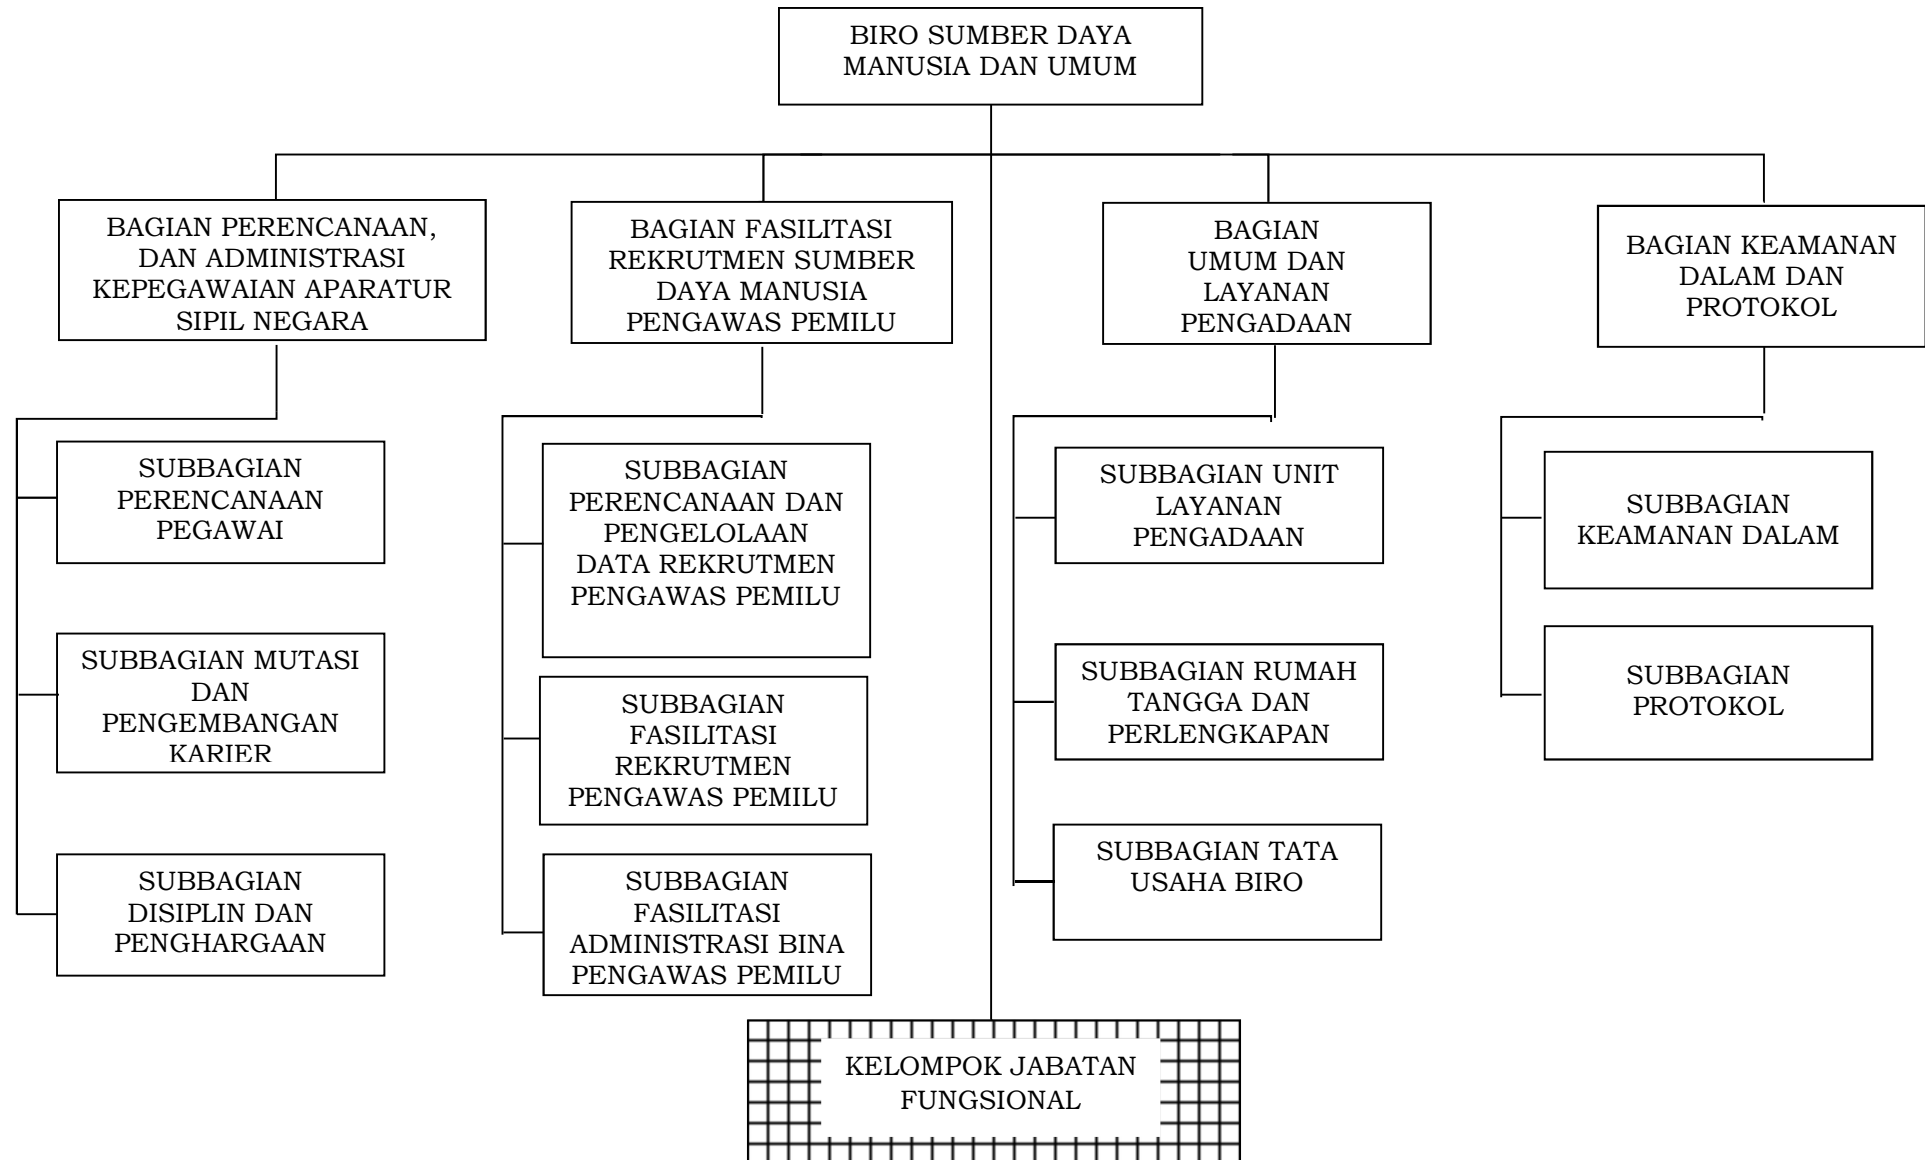 BIRO SUMBER DAYA
MANUSIA DAN UMUM
BAGIAN PERENCANAAN,
DAN ADMINISTRASI
KEPEGAWAIAN APARATUR
SIPIL NEGARA
BAGIAN FASILITASI
REKRUTMEN SUMBER
DAYA MANUSIA
PENGAWAS PEMILU
BAGIAN
UMUM DAN
LAYANAN
PENGADAAN
BAGIAN KEAMANAN
DALAM DAN
PROTOKOL
SUBBAGIAN
PERENCANAAN
PEGAWAI
SUBBAGIAN MUTASI
DAN
PENGEMBANGAN
KARIER
SUBBAGIAN
DISIPLIN DAN
PENGHARGAAN
SUBBAGIAN
PERENCANAAN DAN
PENGELOLAAN
DATA REKRUTMEN
PENGAWAS PEMILU
SUBBAGIAN
FASILITASI
REKRUTMEN
PENGAWAS PEMILU
SUBBAGIAN
FASILITASI
ADMINISTRASI BINA
PENGAWAS PEMILU
SUBBAGIAN UNIT
LAYANAN
PENGADAAN
SUBBAGIAN RUMAH
TANGGA DAN
PERLENGKAPAN
SUBBAGIAN TATA
USAHA BIRO
SUBBAGIAN
KEAMANAN DALAM
SUBBAGIAN
PROTOKOL
KELOMPOK JABATAN
FUNGSIONAL